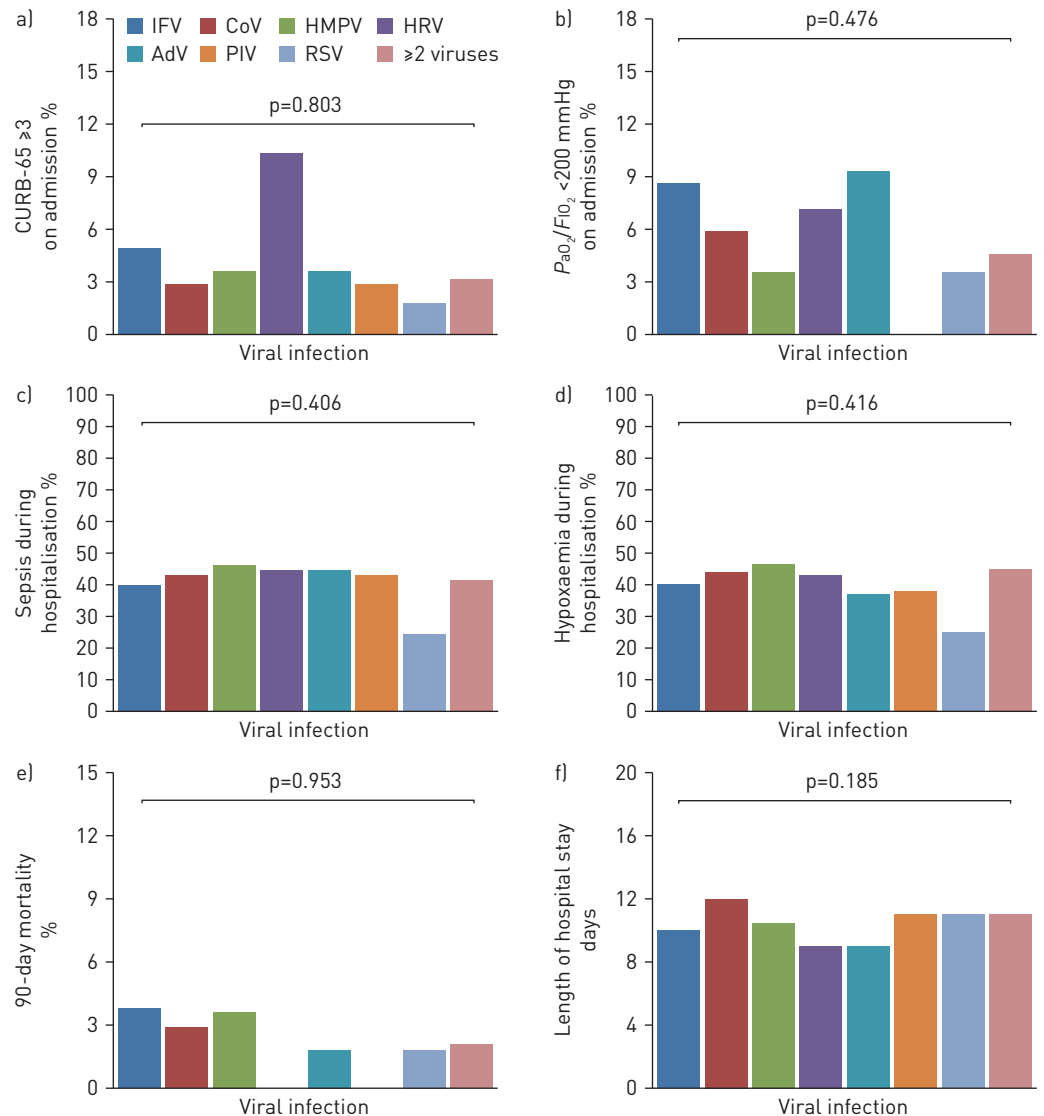 a)
IFV CoV HMPV HRV
AdV PIV RSV ≥2 viruses
p=0.803
CURB-65 ≥3
on admission %
18
15
12
9
6
3
0
Viral infection
b)
p=0.476
PaO2/FIO2 <200 mmHg
on admission %
18
15
12
9
6
3
0
Viral infection
c)
p=0.406
Sepsis during
hospitalisation %
100
90
80
70
60
50
40
30
20
10
0
Viral infection
d)
p=0.416
Hypoxaemia during
hospitalisation %
100
90
80
70
60
50
40
30
20
10
0
Viral infection
e)
p=0.953
90-day mortality
%
15
12
9
6
3
0
Viral infection
f)
p=0.185
Length of hospital stay
days
20
16
12
8
4
0
Viral infection